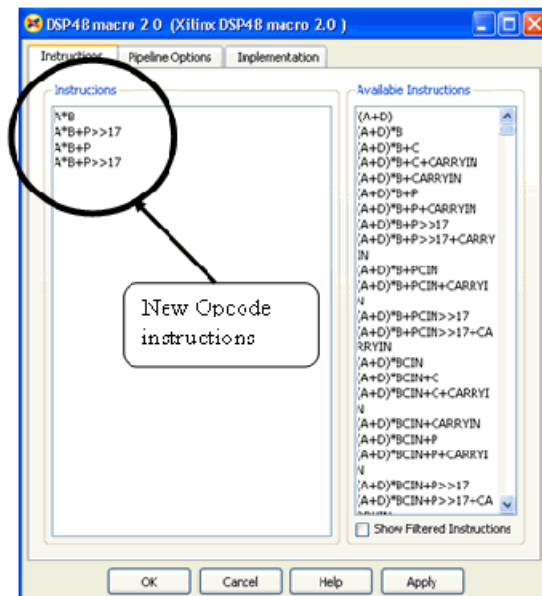 DSP48 macro 2 0 (Xilinx DSP48 macro 2.0 )
Instructions Pipeline Options Implementation
Instructions
A*B
A*B+P>>17
A*B+P
A*B+P>>17
New Opcode
instructions
Available Instructions
(A+D)
(A+D)*B
(A+D)*B+C
(A+D)*B+C+CARRYIN
(A+D)*B+CARRYIN
(A+D)*B+P
(A+D)*B+P+CARRYIN
(A+D)*B+P>>17
(A+D)*B+P>>17+CARRY
IN
(A+D)*B+PCIN
(A+D)*B+PCIN+CARRYI
N
(A+D)*B+PCIN>>17
(A+D)*B+PCIN>>17+CA
RRYIN
(A+D)*BCIN
(A+D)*BCIN+C
(A+D)*BCIN+C+CARRYI
N
(A+D)*BCIN+CARRYIN
(A+D)*BCIN+P
(A+D)*BCIN+P+CARRYI
N
(A+D)*BCIN+P>>17
(A+D)*BCIN+P>>17+CA
Show Filtered Instructions
OK Cancel Help Apply